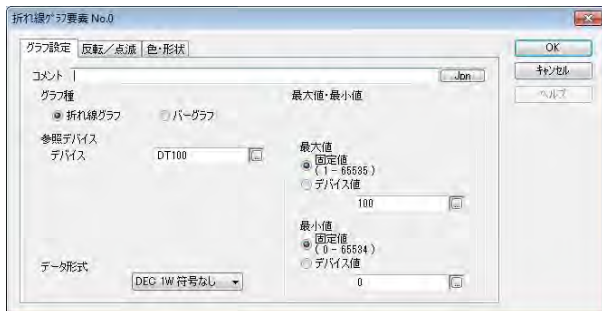 折れ線ｸﾞﾗﾌ要素 No.0
グラフ設定 反転／点滅 色・形状
OK
キャンセル
ヘルプ
コメント
Jpn
グラフ種
折れ線グラフ
バーグラフ
最大値・最小値
参照デバイス
デバイス
DT100
...
最大値
固定値
( 1 - 65535 )
デバイス値
100
...
最小値
固定値
( 0 - 65534 )
デバイス値
0
...
データ形式
DEC 1W 符号なし